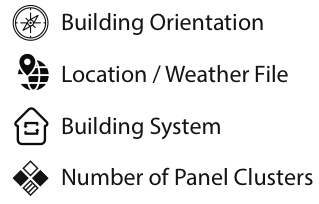 Building Orientation
Location / Weather File
Building System
Number of Panel Clusters